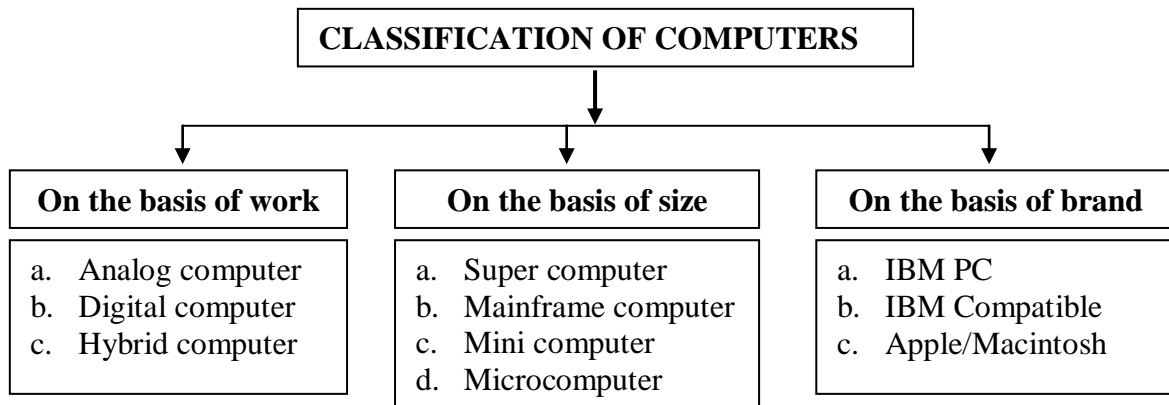 CLASSIFICATION OF COMPUTERS
On the basis of work
a. Analog computer
b. Digital computer
c. Hybrid computer
On the basis of size
a. Super computer
b. Mainframe computer
c. Mini computer
d. Microcomputer
On the basis of brand
a. IBM PC
b. IBM Compatible
c. Apple/Macintosh